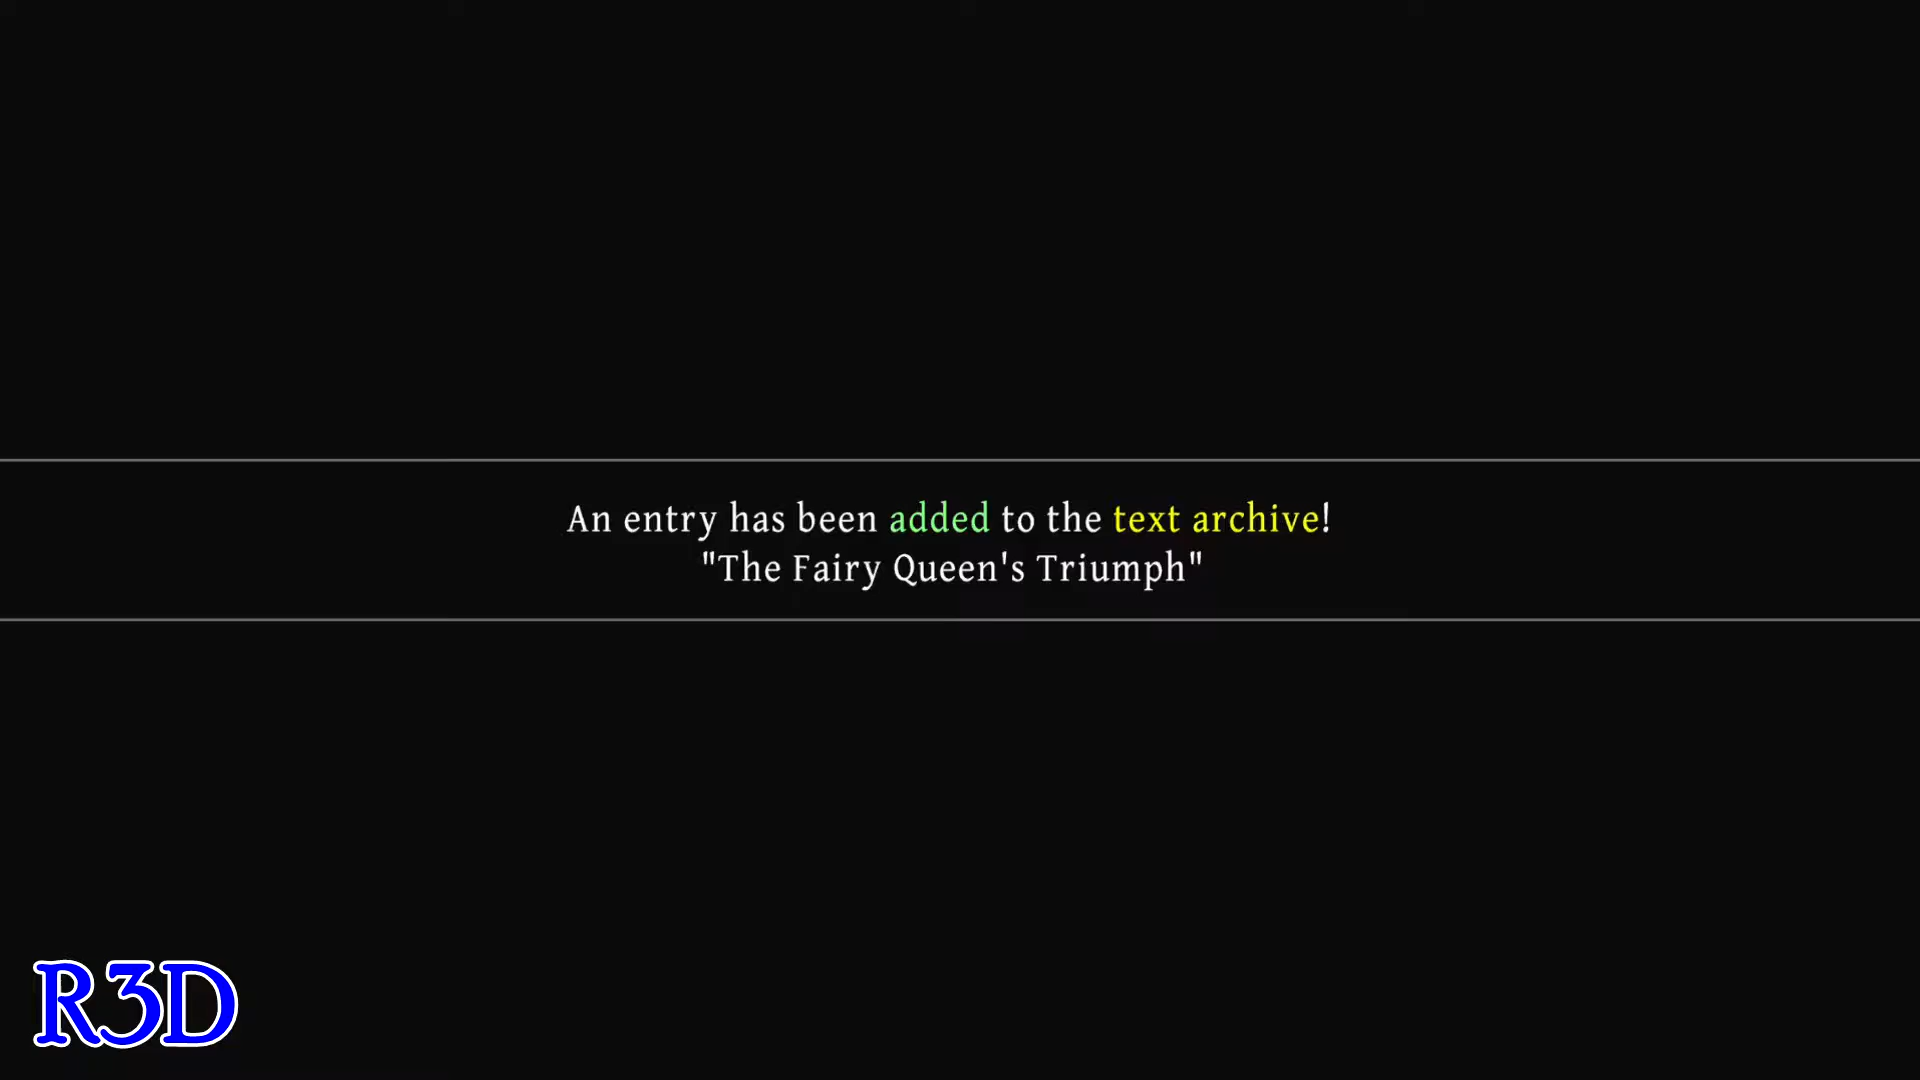 An entry has been added to the text archive!
"The Fairy Queen's Triumph"
R3D